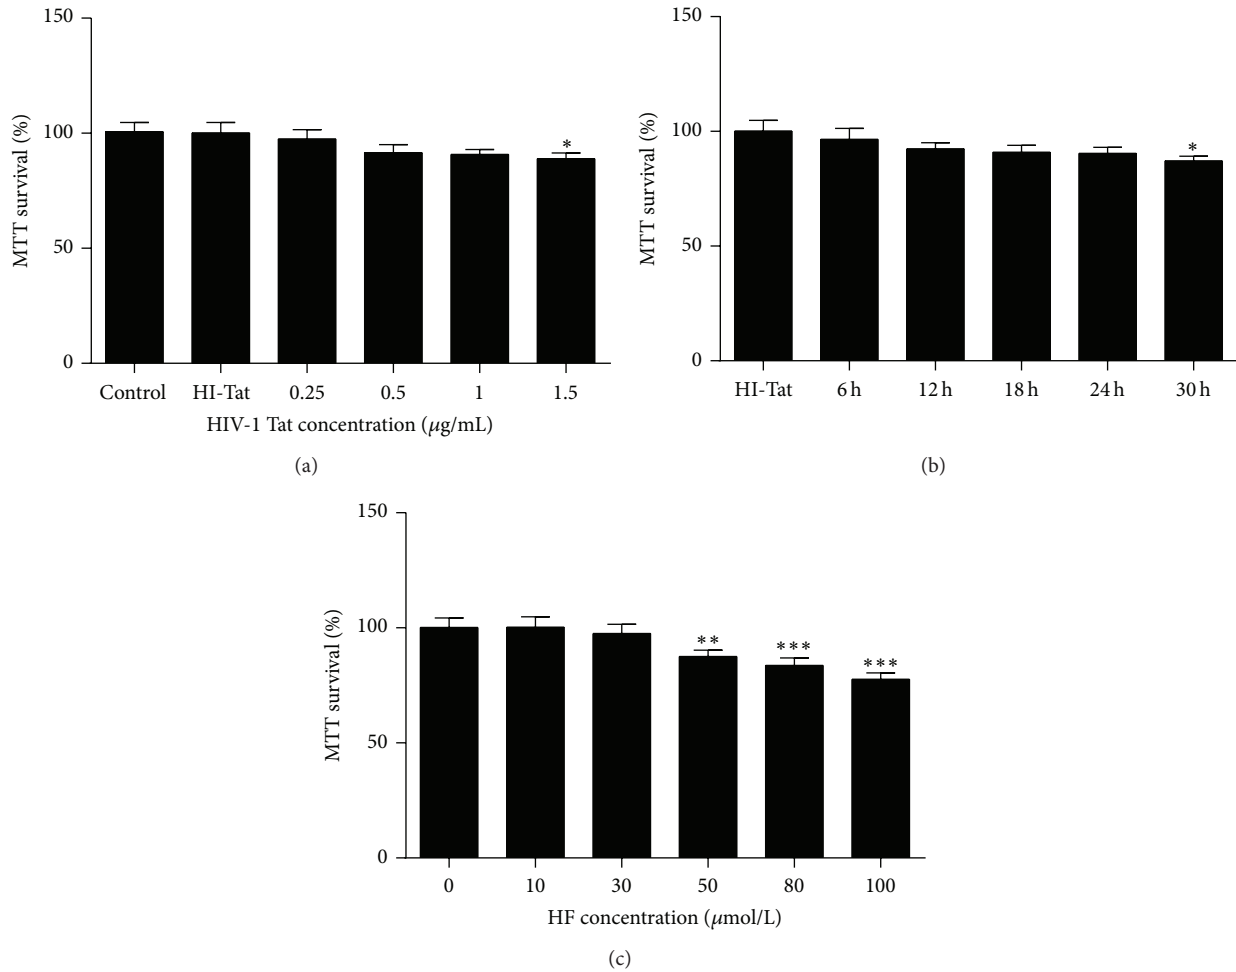 150
100
50
0
MTT survival (%)
*
Control HI-Tat 0.25 0.5 1 1.5
HIV-1 Tat concentration (μg/mL)
(a)
150
100
50
0
MTT survival (%)
*
HI-Tat 6 h 12 h 18 h 24 h 30 h
(b)
150
100
50
0
MTT survival (%)
** *** ***
0 10 30 50 80 100
HF concentration (μmol/L)
(c)